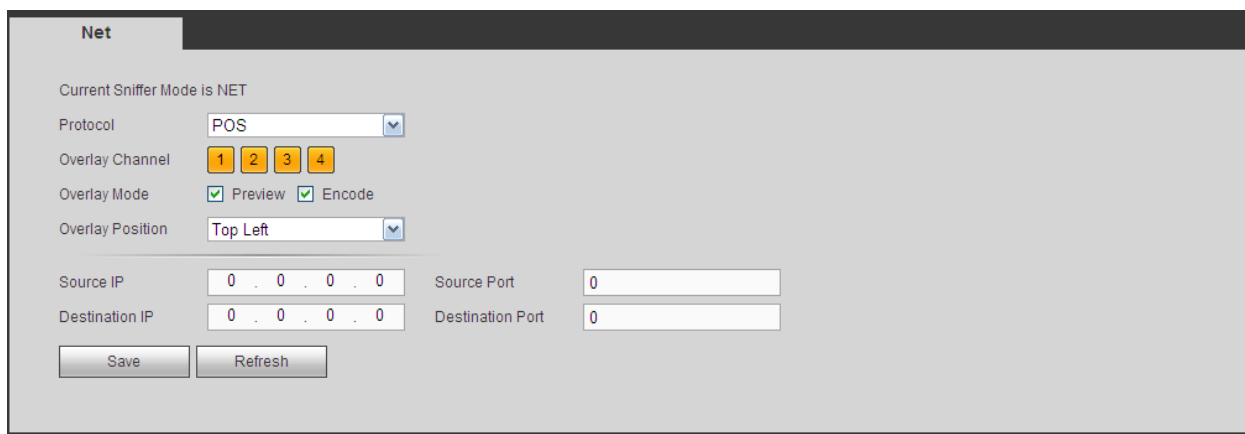 Net
Current Sniffer Mode is NET
Protocol POS
Overlay Channel 1 2 3 4
Overlay Mode Preview Encode
Overlay Position Top Left
Source IP 0 . 0 . 0 . 0 Source Port 0
Destination IP 0 . 0 . 0 . 0 Destination Port 0
Save Refresh